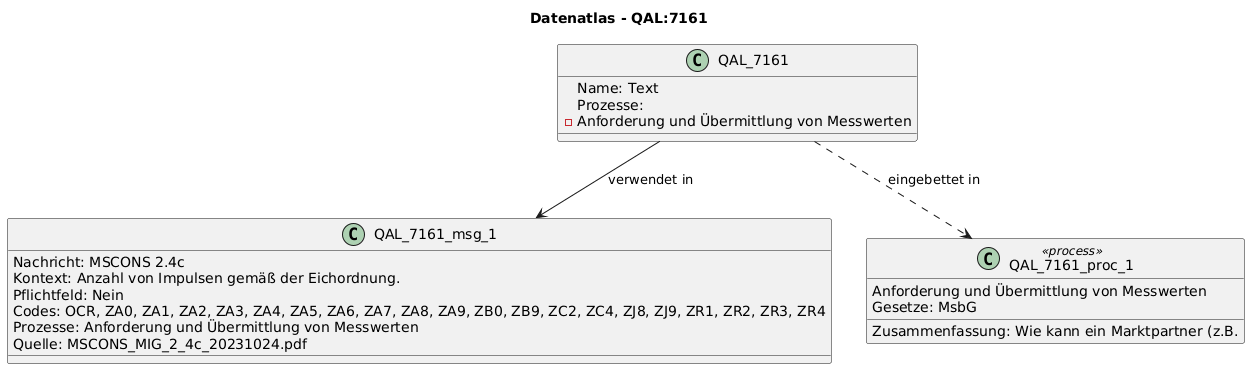 Datenatlas - QAL:7161
C QAL_7161
Name: Text
Prozesse:
Anforderung und Übermittlung von Messwerten
verwendet in
eingebettet in
C QAL_7161_msg_1
Nachricht: MSCONS 2.4c
Kontext: Anzahl von Impulsen gemäß der Eichordnung.
Pflichtfeld: Nein
Codes: OCR, ZA0, ZA1, ZA2, ZA3, ZA4, ZA5, ZA6, ZA7, ZA8, ZA9, ZB0, ZB9, ZC2, ZC4, ZJ8, ZJ9, ZR1, ZR2, ZR3, ZR4
Prozesse: Anforderung und Übermittlung von Messwerten
Quelle: MSCONS_MIG_2_4c_20231024.pdf
«process»
C QAL_7161_proc_1
Anforderung und Übermittlung von Messwerten
Gesetze: MsbG
Zusammenfassung: Wie kann ein Marktpartner (z.B.